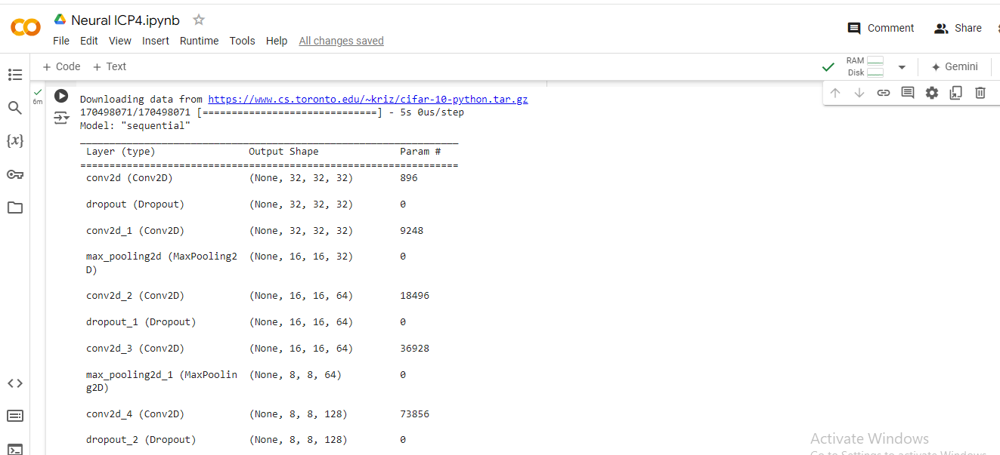 Neural ICP4.ipynb
File Edit View Insert Runtime Tools Help All changes saved
Comment Share
+ Code + Text
RAM
Disk
Gemini
6m
Downloading data from https://www.cs.toronto.edu/~kriz/cifar-10-python.tar.gz
170498071/170498071 [==============================] - 5s 0us/step
Model: "sequential"
_________________________________________________________________
Layer (type) Output Shape Param #
=================================================================
conv2d (Conv2D) (None, 32, 32, 32) 896
dropout (Dropout) (None, 32, 32, 32) 0
conv2d_1 (Conv2D) (None, 32, 32, 32) 9248
max_pooling2d (MaxPooling2 (None, 16, 16, 32) 0
D)
conv2d_2 (Conv2D) (None, 16, 16, 64) 18496
dropout_1 (Dropout) (None, 16, 16, 64) 0
conv2d_3 (Conv2D) (None, 16, 16, 64) 36928
max_pooling2d_1 (MaxPoolin (None, 8, 8, 64) 0
g2D)
conv2d_4 (Conv2D) (None, 8, 8, 128) 73856
dropout_2 (Dropout) (None, 8, 8, 128) 0
Activate Windows
Go to Settings to activate Windows.